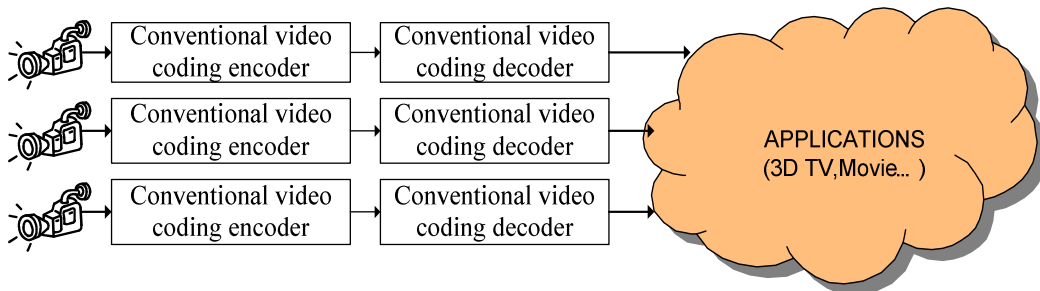 Conventional video
coding encoder
Conventional video
coding decoder
Conventional video
coding encoder
Conventional video
coding decoder
Conventional video
coding encoder
Conventional video
coding decoder
APPLICATIONS
(3D TV,Movie... )